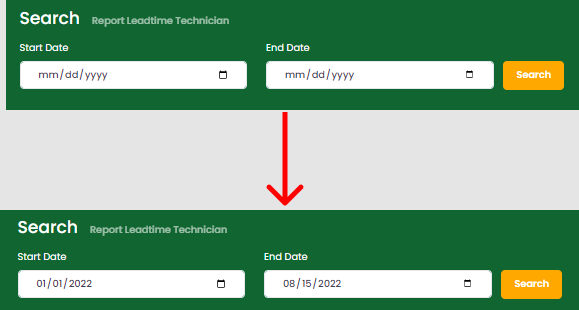 Search Report Leadtime Technician
Start Date End Date
mm/dd/yyyy mm/dd/yyyy Search
Search Report Leadtime Technician
Start Date End Date
01/01/2022 08/15/2022 Search